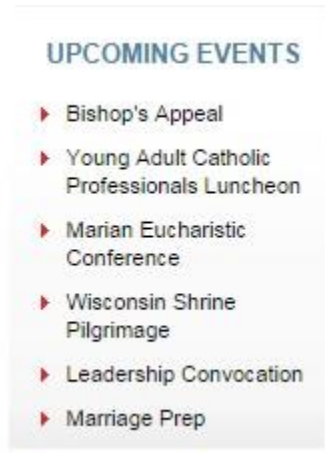 UPCOMING EVENTS
Bishop's Appeal
Young Adult Catholic
Professionals Luncheon
Marian Eucharistic
Conference
Wisconsin Shrine
Pilgrimage
Leadership Convocation
Marriage Prep